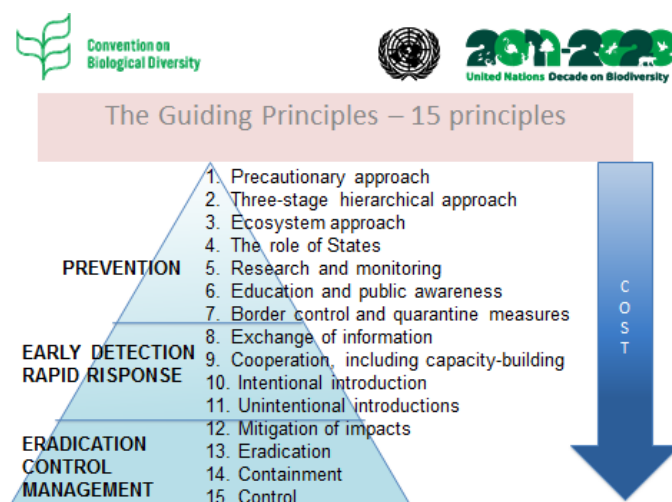 Convention on
Biological Diversity
2011-2020
United Nations Decade on Biodiversity
The Guiding Principles – 15 principles
1. Precautionary approach
2. Three-stage hierarchical approach
3. Ecosystem approach
4. The role of States
PREVENTION
5. Research and monitoring
6. Education and public awareness
7. Border control and quarantine measures
8. Exchange of information
EARLY DETECTION
RAPID RISPONSE
9. Cooperation, including capacity-building
10. Intentional introduction
11. Unintentional introductions
12. Mitigation of impacts
ERADICATION
CONTROL
MANAGEMENT
13. Eradication
14. Containment
15. Control
COST